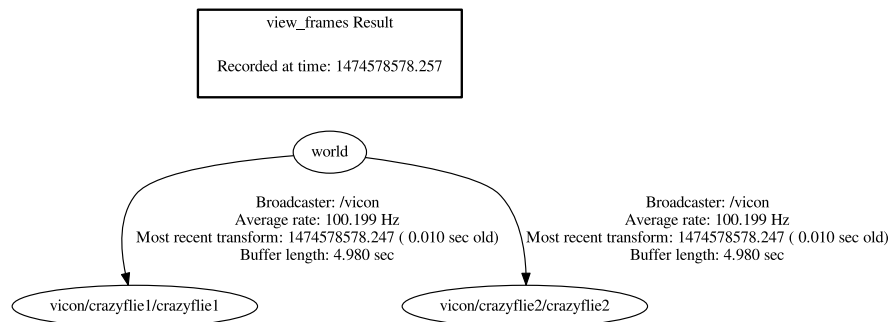 view_frames Result
Recorded at time: 1474578578.257
world
Broadcaster: /vicon
Average rate: 100.199 Hz
Most recent transform: 1474578578.247 ( 0.010 sec old)
Buffer length: 4.980 sec
Broadcaster: /vicon
Average rate: 100.199 Hz
Most recent transform: 1474578578.247 ( 0.010 sec old)
Buffer length: 4.980 sec
vicon/crazyflie1/crazyflie1
vicon/crazyflie2/crazyflie2